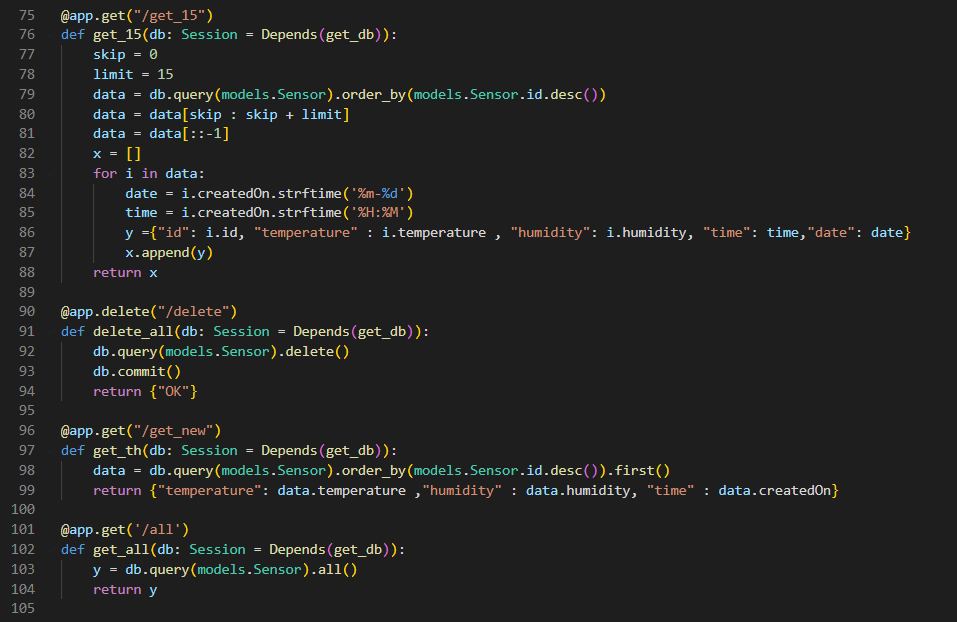 75 @app.get("/get_15")
76 def get_15(db: Session = Depends(get_db)):
77     skip = 0
78     limit = 15
79     data = db.query(models.Sensor).order_by(models.Sensor.id.desc())
80     data = data[skip : skip + limit]
81     data = data[::-1]
82     x = []
83     for i in data:
84         date = i.createdOn.strftime('%m-%d')
85         time = i.createdOn.strftime('%H:%M')
86         y ={"id": i.id, "temperature" : i.temperature , "humidity": i.humidity, "time": time,"date": date}
87         x.append(y)
88     return x
89
90 @app.delete("/delete")
91 def delete_all(db: Session = Depends(get_db)):
92     db.query(models.Sensor).delete()
93     db.commit()
94     return {"OK"}
95
96 @app.get("/get_new")
97 def get_th(db: Session = Depends(get_db)):
98     data = db.query(models.Sensor).order_by(models.Sensor.id.desc()).first()
99     return {"temperature": data.temperature ,"humidity" : data.humidity, "time" : data.createdOn}
100
101 @app.get('/all')
102 def get_all(db: Session = Depends(get_db)):
103     y = db.query(models.Sensor).all()
104     return y
105